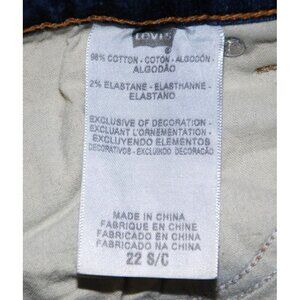 LEVI'S
98% COTTON - COTON - ALGODÓN -
ALGODÃO
2% ELASTANE - ELASTHANNE -
ELASTANO
EXCLUSIVE OF DECORATION -
EXCLUANT L'ORNEMENTATION -
EXCLUYENDO ELEMENTOS
DECORATIVOS - EXCLUINDO DECORAÇÃO
MADE IN CHINA
FABRIQUE EN CHINE
FABRICADO EN CHINA
FABRICADO NA CHINA
22 S/C